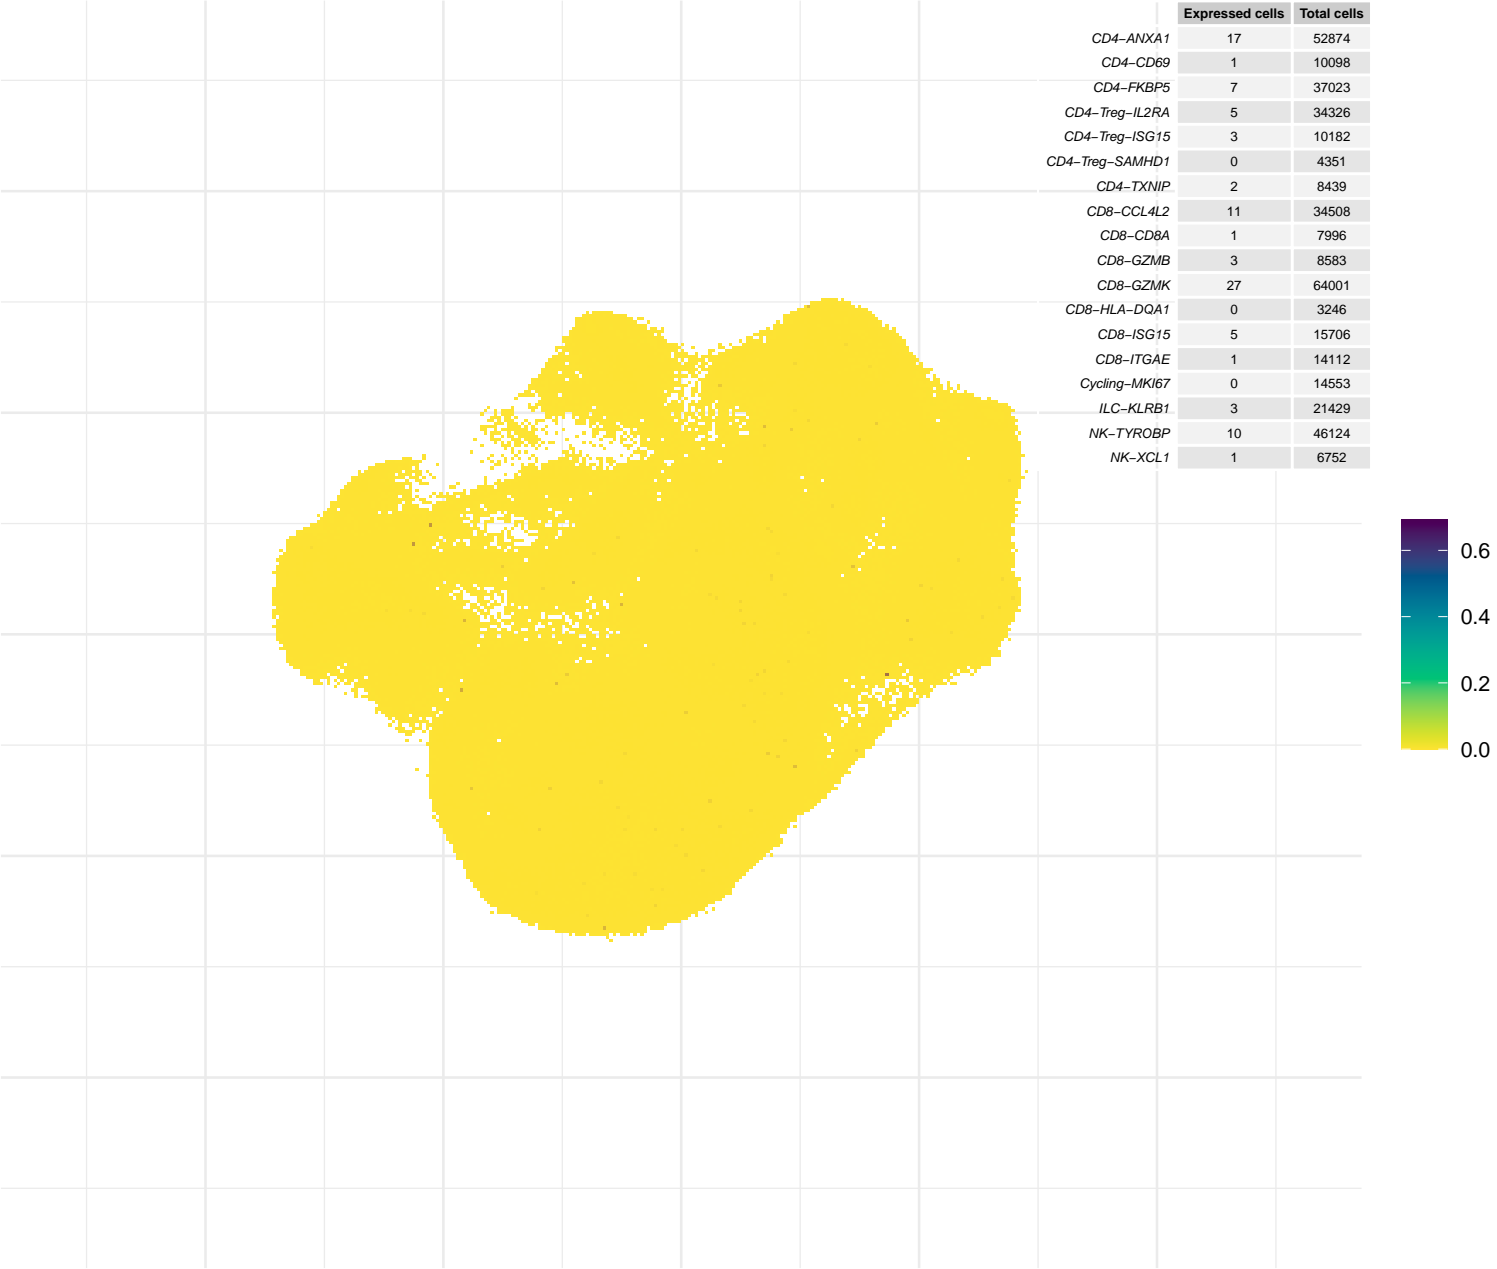 Expressed cells Total cells
CD4−ANXA1 17 52874
CD4−CD69 1 10098
CD4−FKBP5 7 37023
CD4−Treg−IL2RA 5 34326
CD4−Treg−ISG15 3 10182
CD4−Treg−SAMHD1 0 4351
CD4−TXNIP 2 8439
CD8−CCL4L2 11 34508
CD8−CD8A 1 7996
CD8−GZMB 3 8583
CD8−GZMK 27 64001
CD8−HLA−DQA1 0 3246
CD8−ISG15 5 15706
CD8−ITGAE 1 14112
Cycling−MKI67 0 14553
ILC−KLRB1 3 21429
NK−TYROBP 10 46124
NK−XCL1 1 6752
0.6
0.4
0.2
0.0